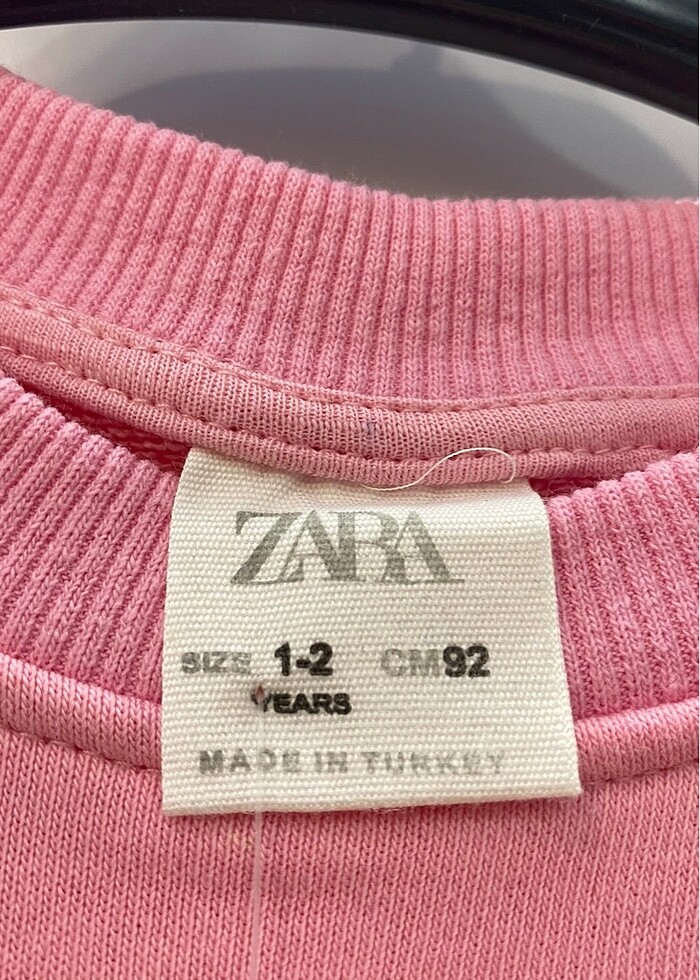 ZARA
SIZE 1-2 CM92
YEARS
MADE IN TURKEY